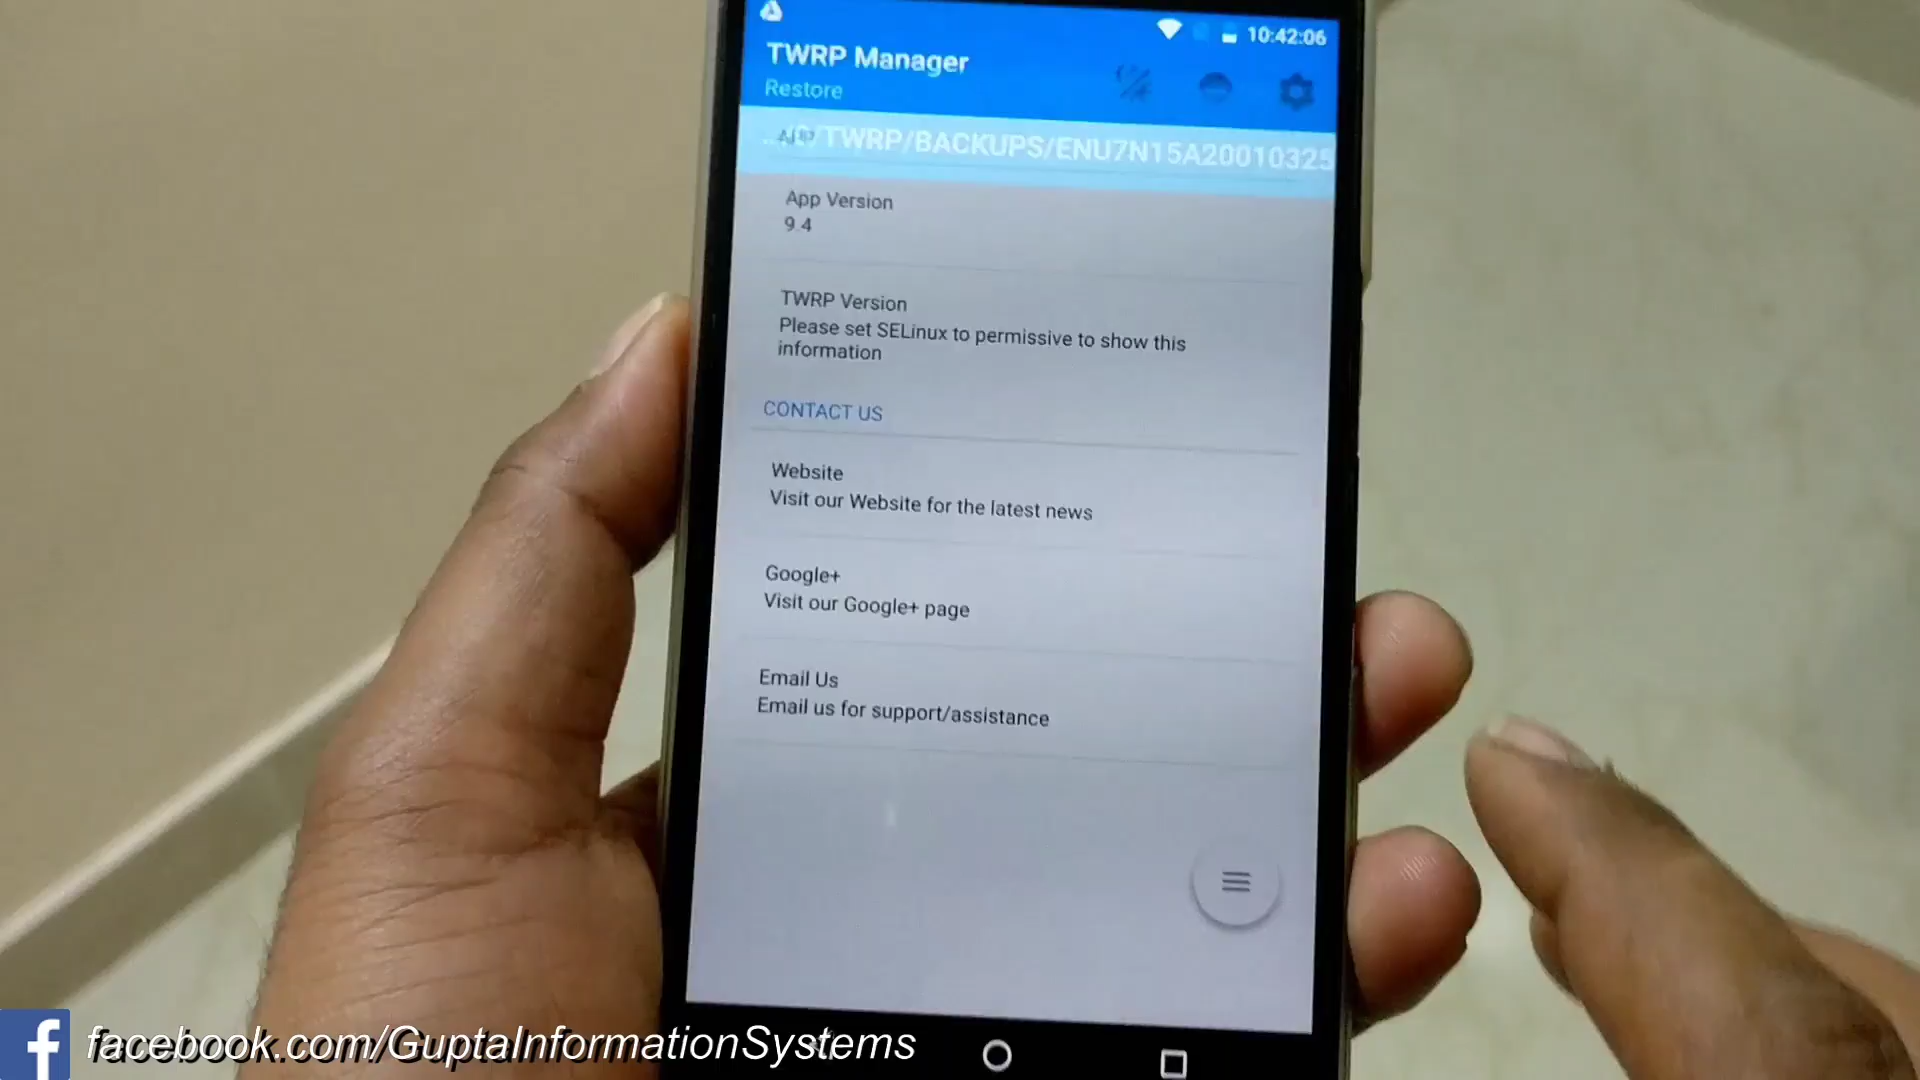 10:42:06
TWRP Manager
Restore
/TWRP/BACKUPS/ENU7N15A20010325
App Version
9.4
TWRP Version
Please set SELinux to permissive to show this
information
CONTACT US
Website
Visit our Website for the latest news
Google+
Visit our Google+ page
Email Us
Email us for support/assistance
f facebook.com/GuptaInformationSystems